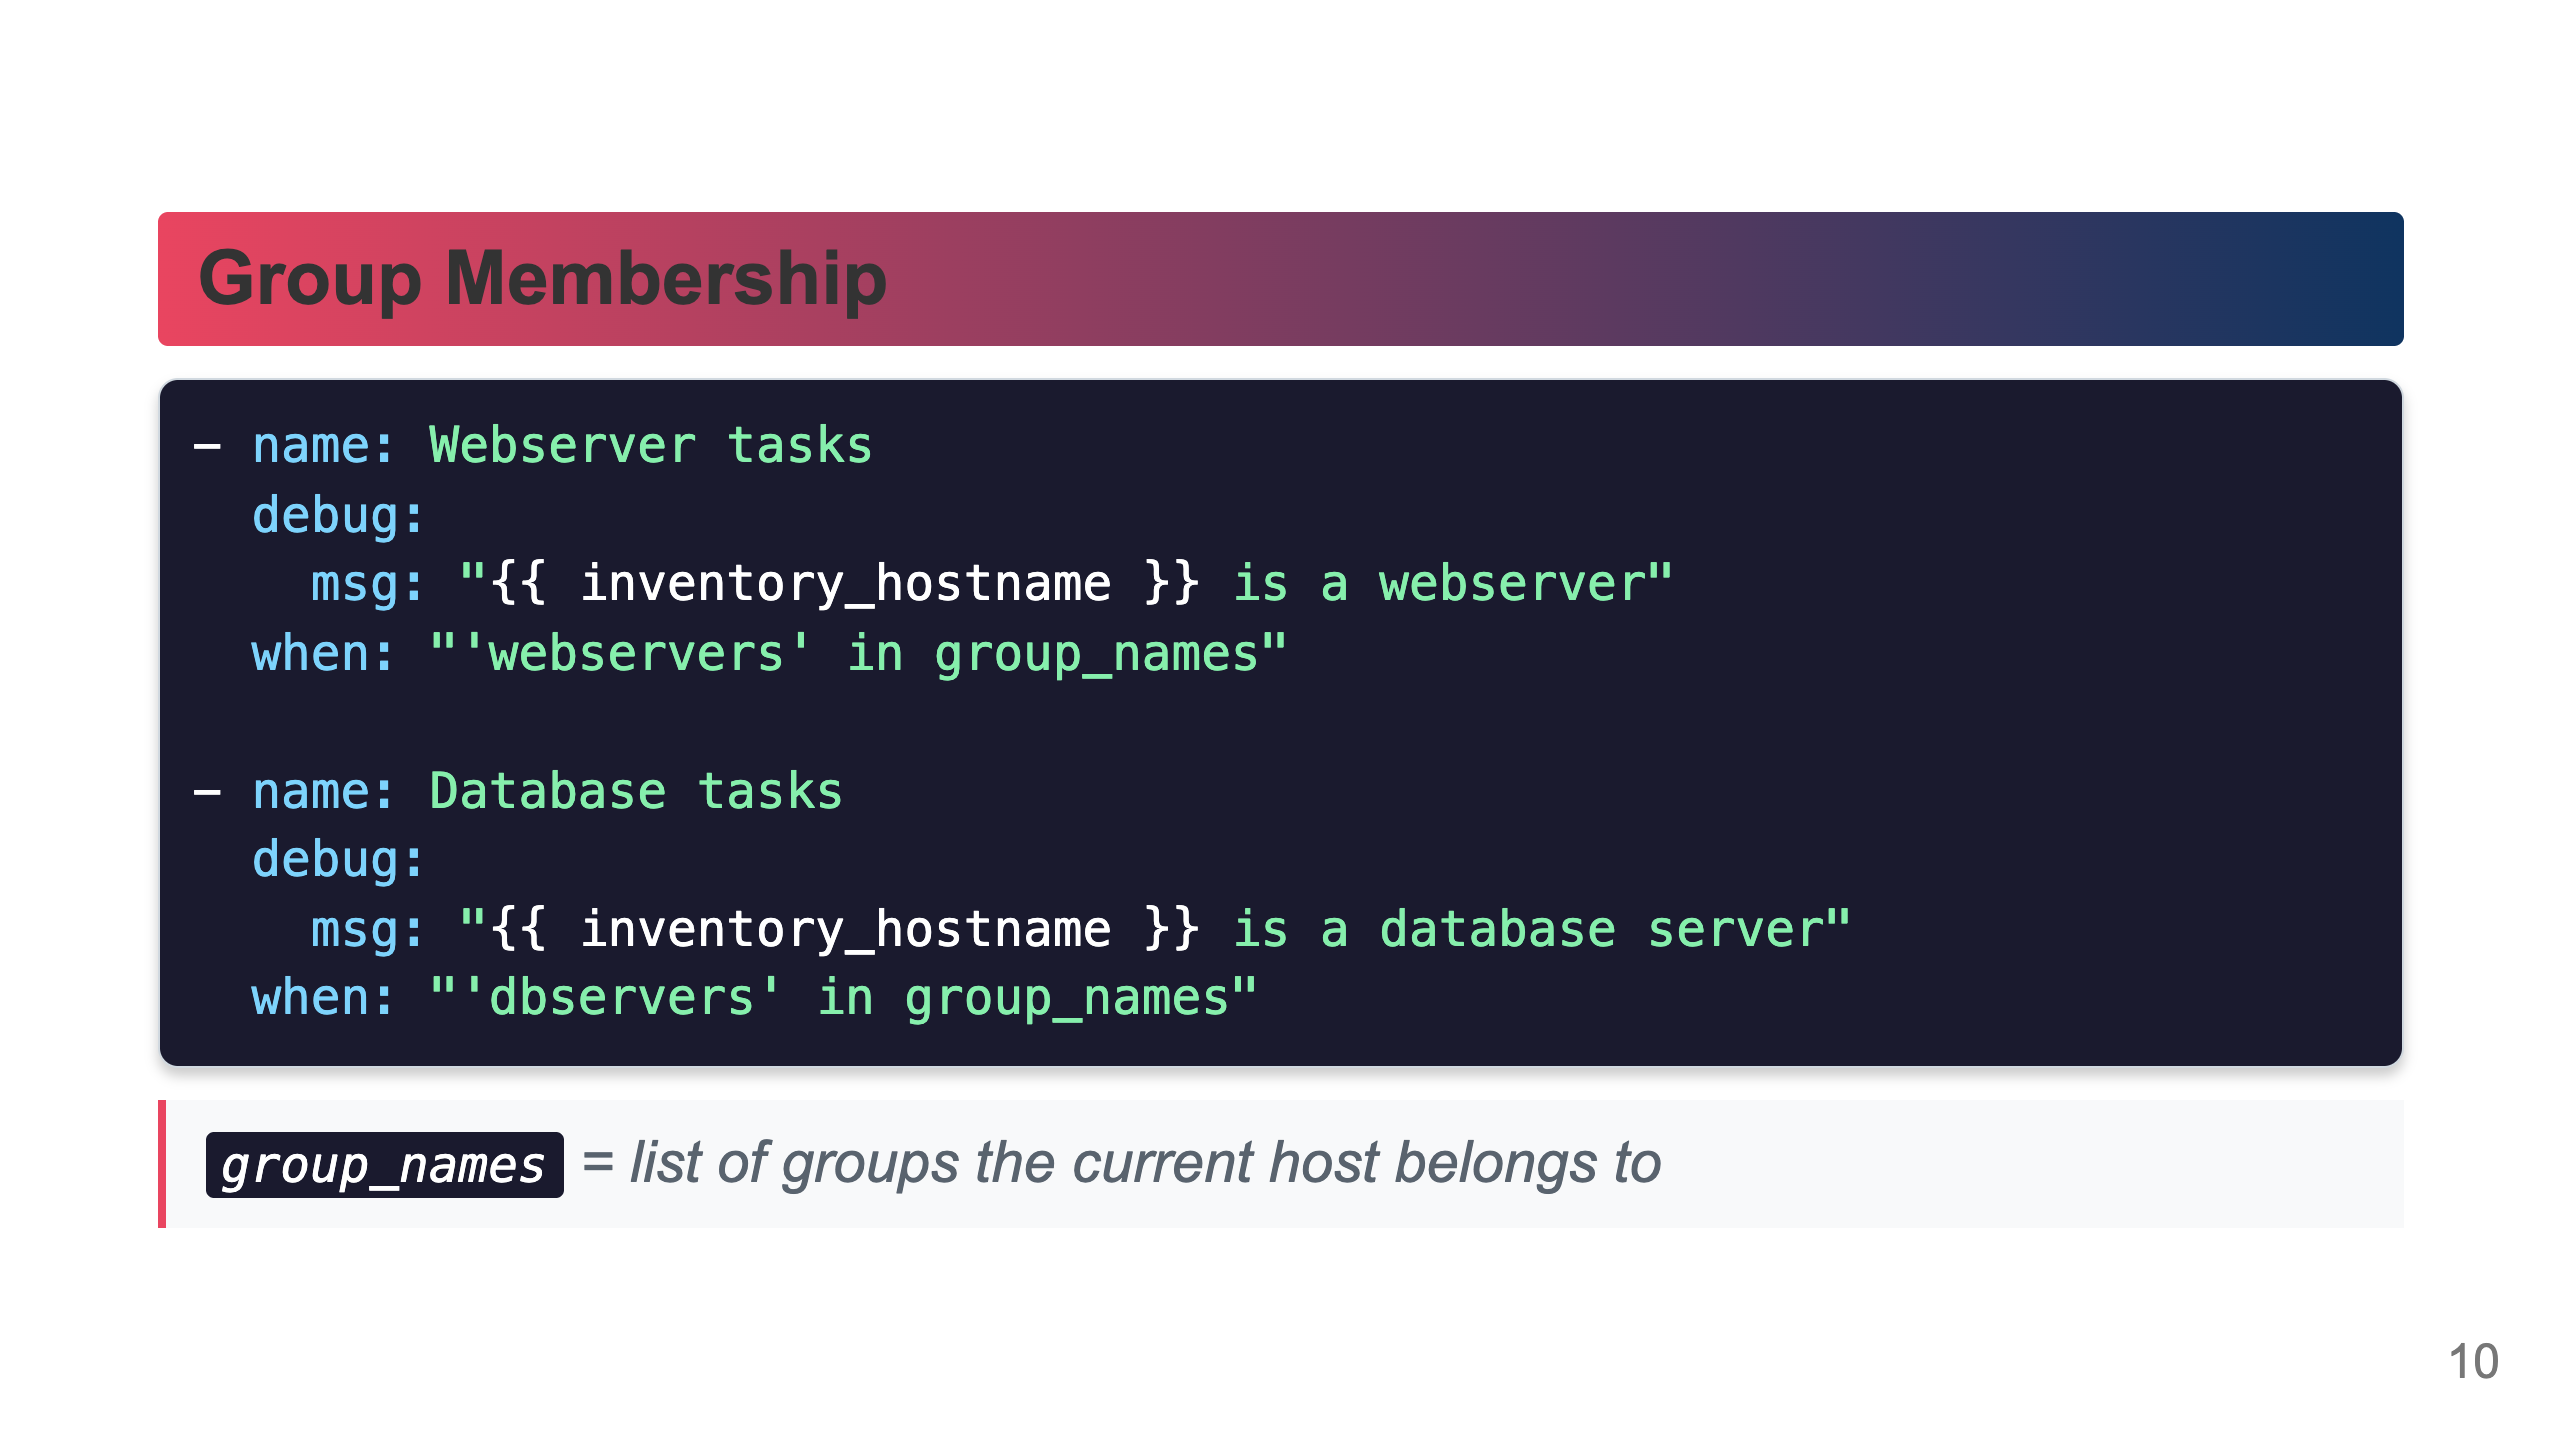 Group Membership
- name: Webserver tasks
  debug:
    msg: "{{ inventory_hostname }} is a webserver"
  when: "'webservers' in group_names"

- name: Database tasks
  debug:
    msg: "{{ inventory_hostname }} is a database server"
  when: "'dbservers' in group_names"
group_names = list of groups the current host belongs to
10